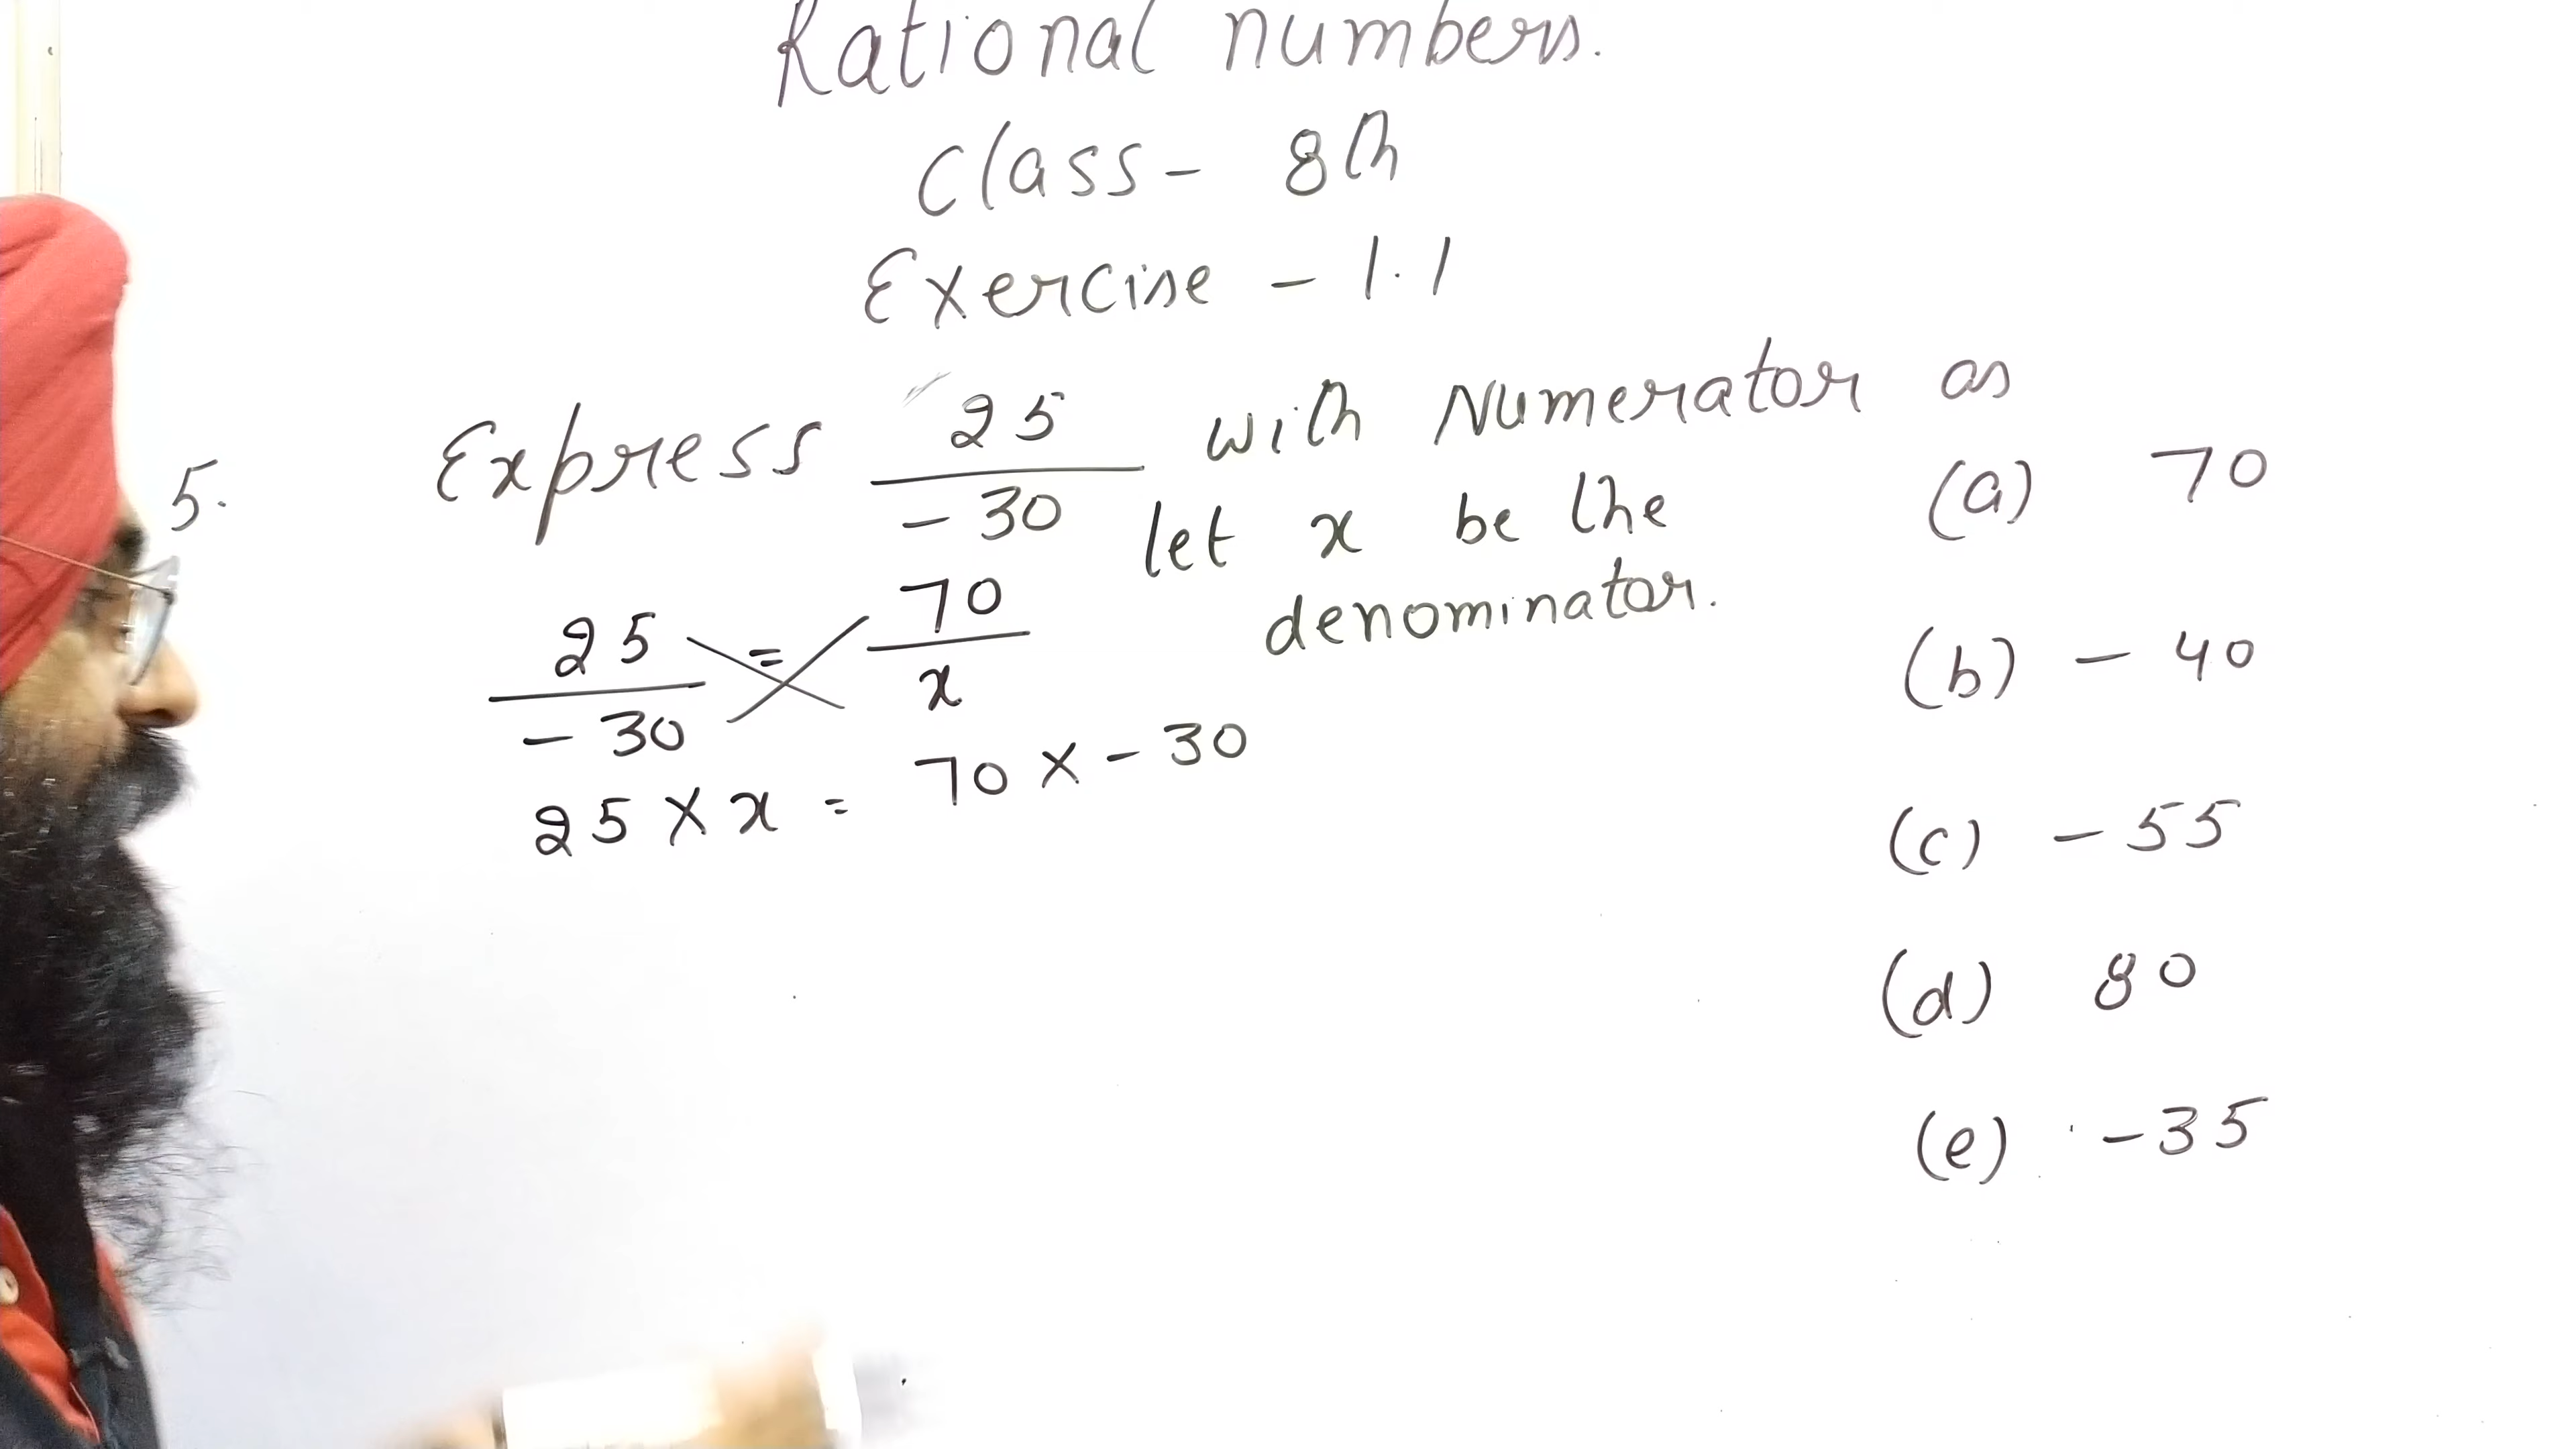 Rational numbers.
Class - 8th
Exercise - 1.1
5. Express 25/-30 with Numerator as
(a) 70
let x be the
denominator.
25/-30 = 70/x
(b) - 40
25 × x = 70 × - 30
(c) - 55
(d) 80
(e) - 35